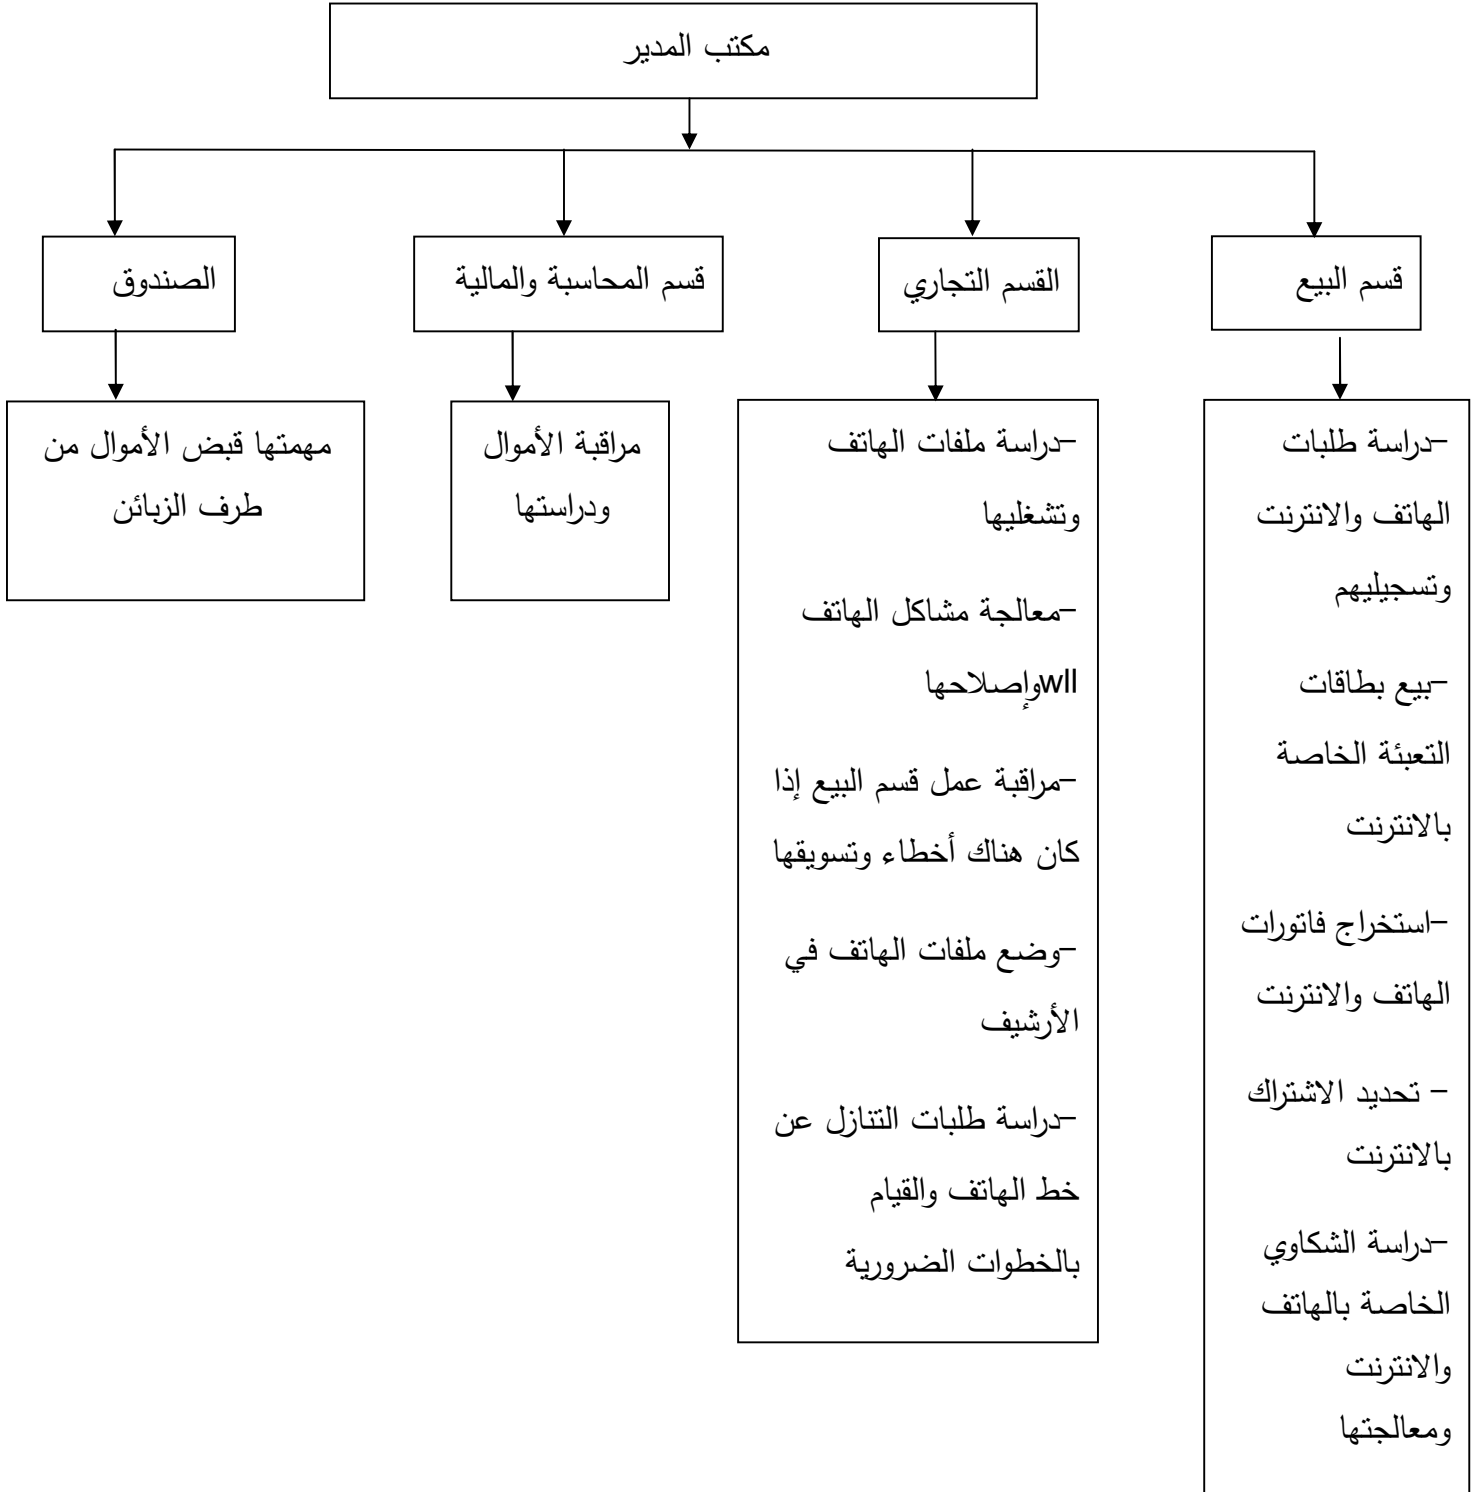 مكتب المدير
قسم البيع
القسم التجاري
قسم المحاسبة والمالية
الصندوق
-دراسة طلبات
الهاتف والانترنت
وتسجيليهم
-بيع بطاقات
التعبئة الخاصة
بالانترنت
-استخراج فاتورات
الهاتف والانترنت
- تحديد الاشتراك
بالانترنت
-دراسة الشكاوي
الخاصة بالهاتف
والانترنت
ومعالجتها
-دراسة ملفات الهاتف
وتشغليها
-معالجة مشاكل الهاتف
wllوإصلاحها
-مراقبة عمل قسم البيع إذا
كان هناك أخطاء وتسويقها
-وضع ملفات الهاتف في
الأرشيف
-دراسة طلبات التنازل عن
خط الهاتف والقيام
بالخطوات الضرورية
مراقبة الأموال
ودراستها
مهمتها قبض الأموال من
طرف الزبائن